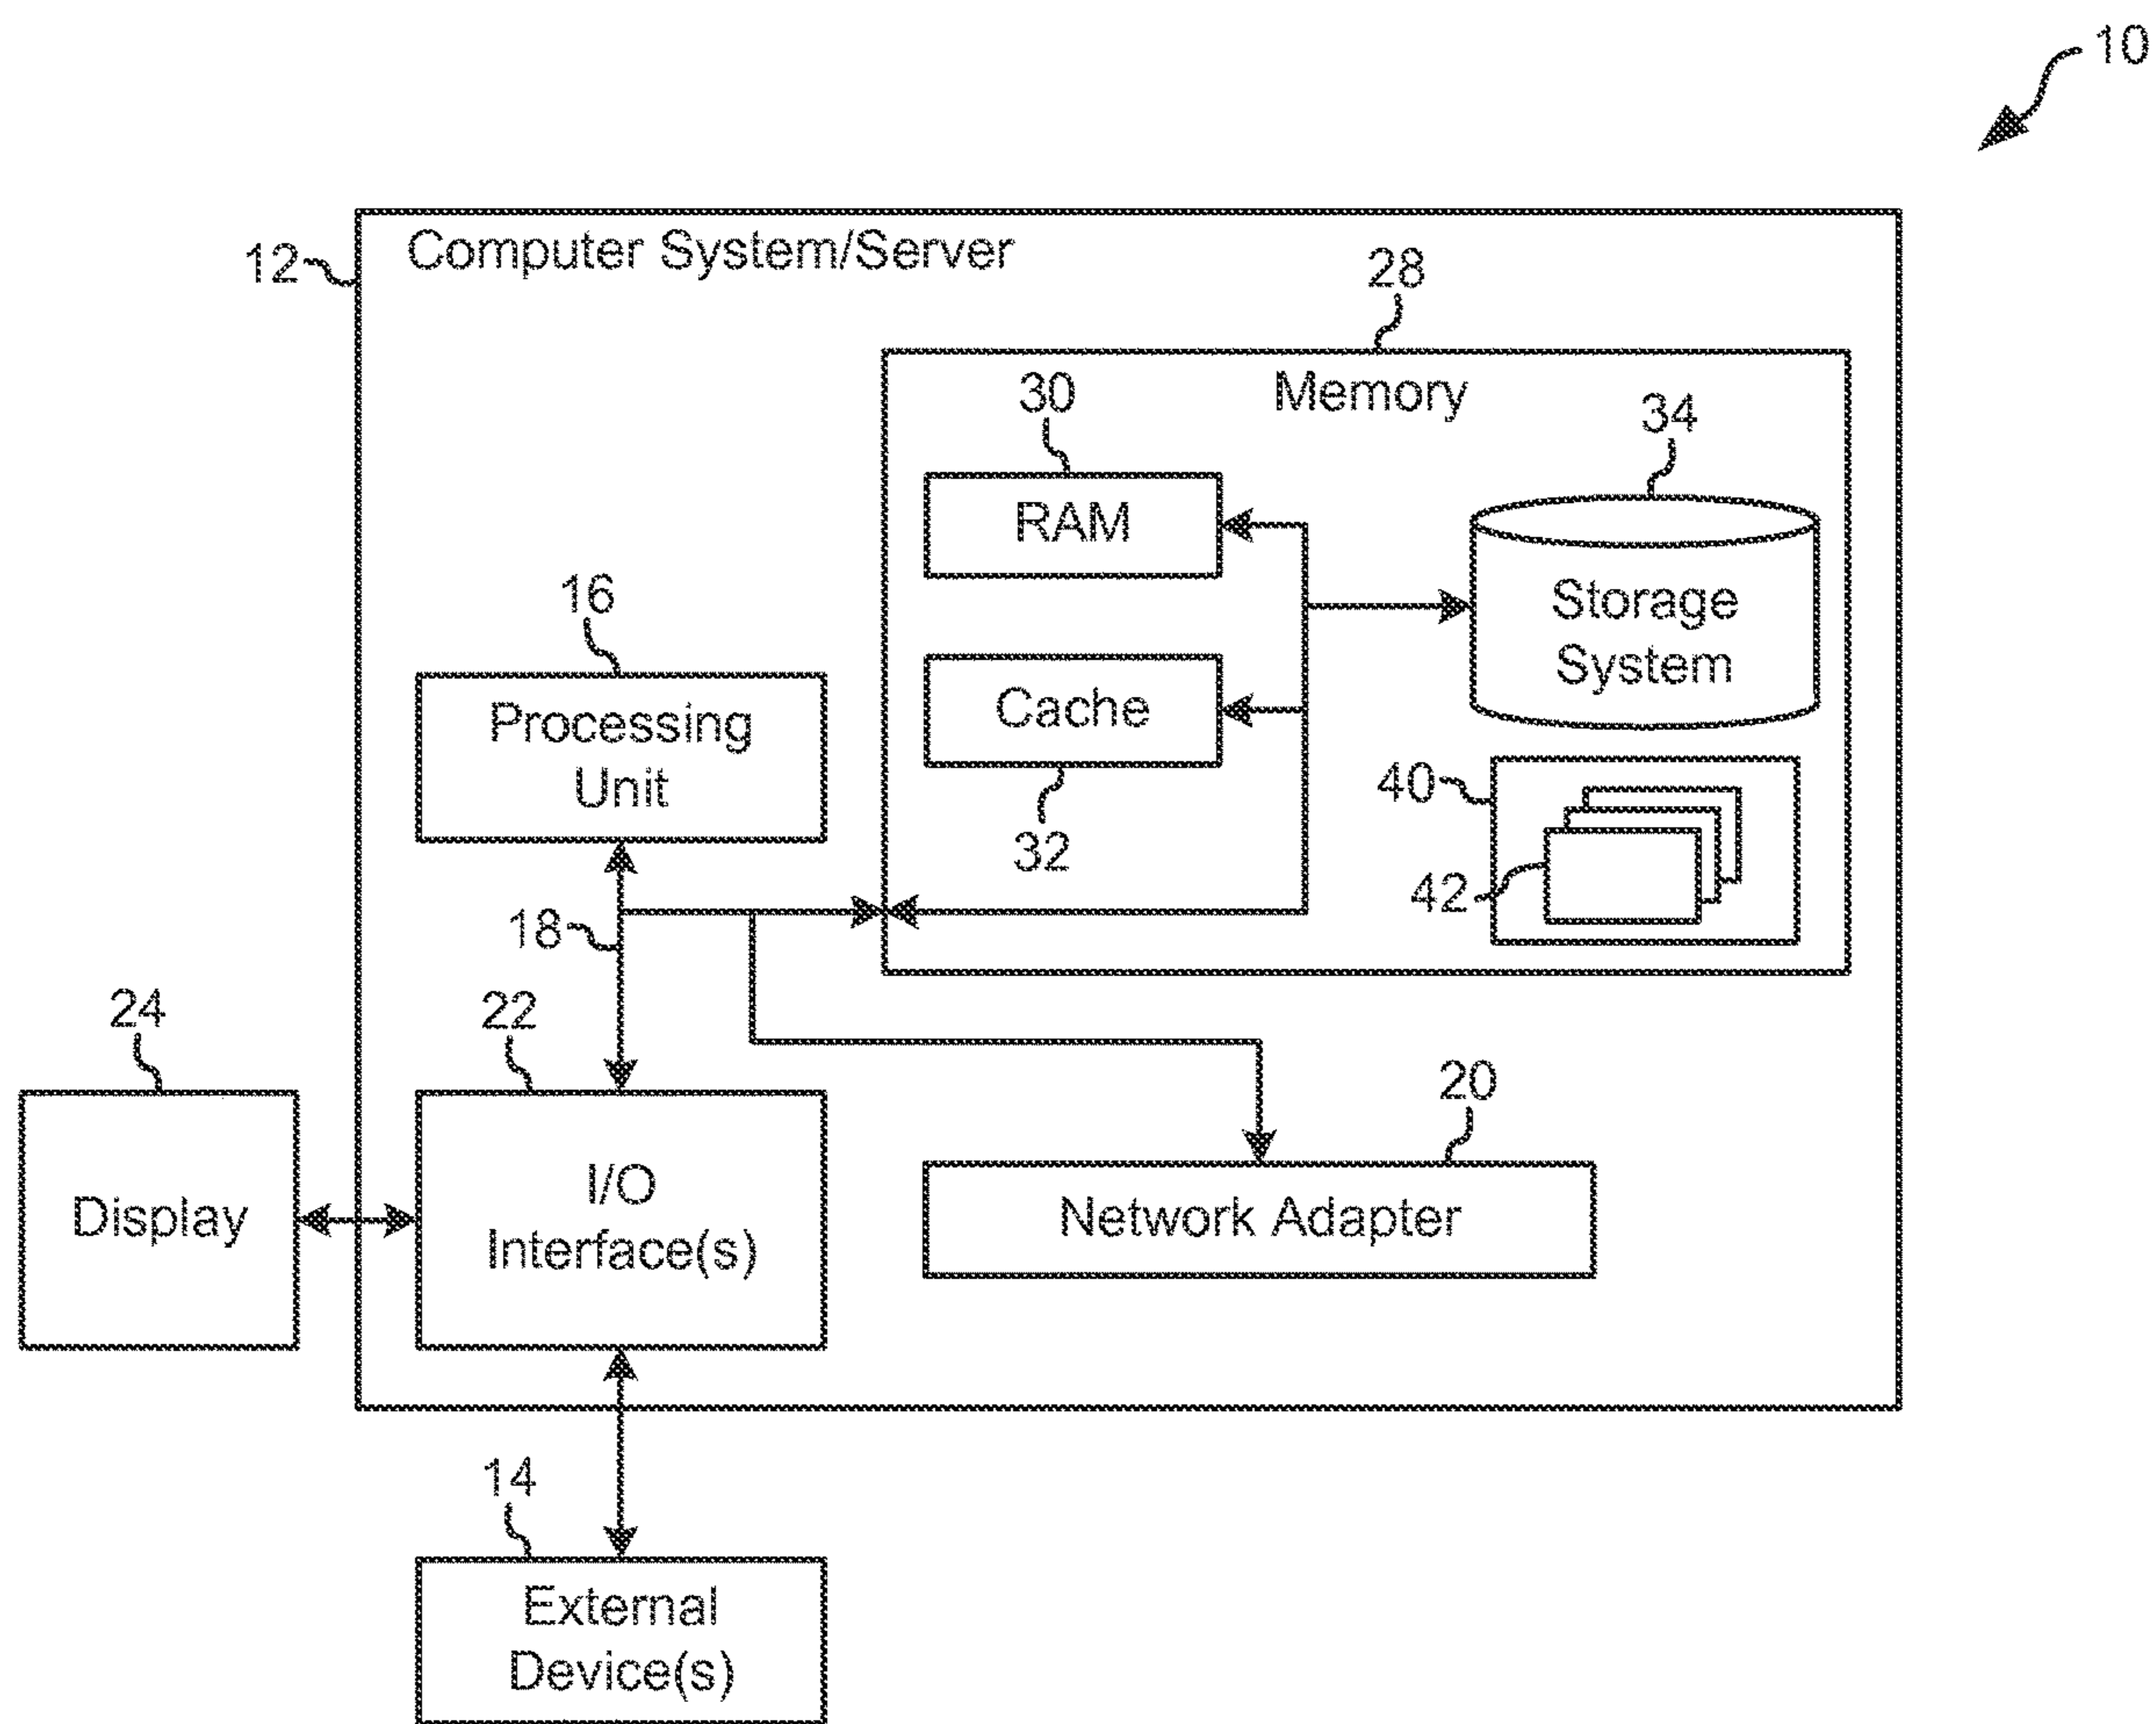 10
12
Computer System/Server
28
Memory
30
34
RAM
Storage
System
16
Processing
Unit
Cache
32
40
42
18
24
22
20
Display
I/O
Interface(s)
Network Adapter
14
External
Device(s)